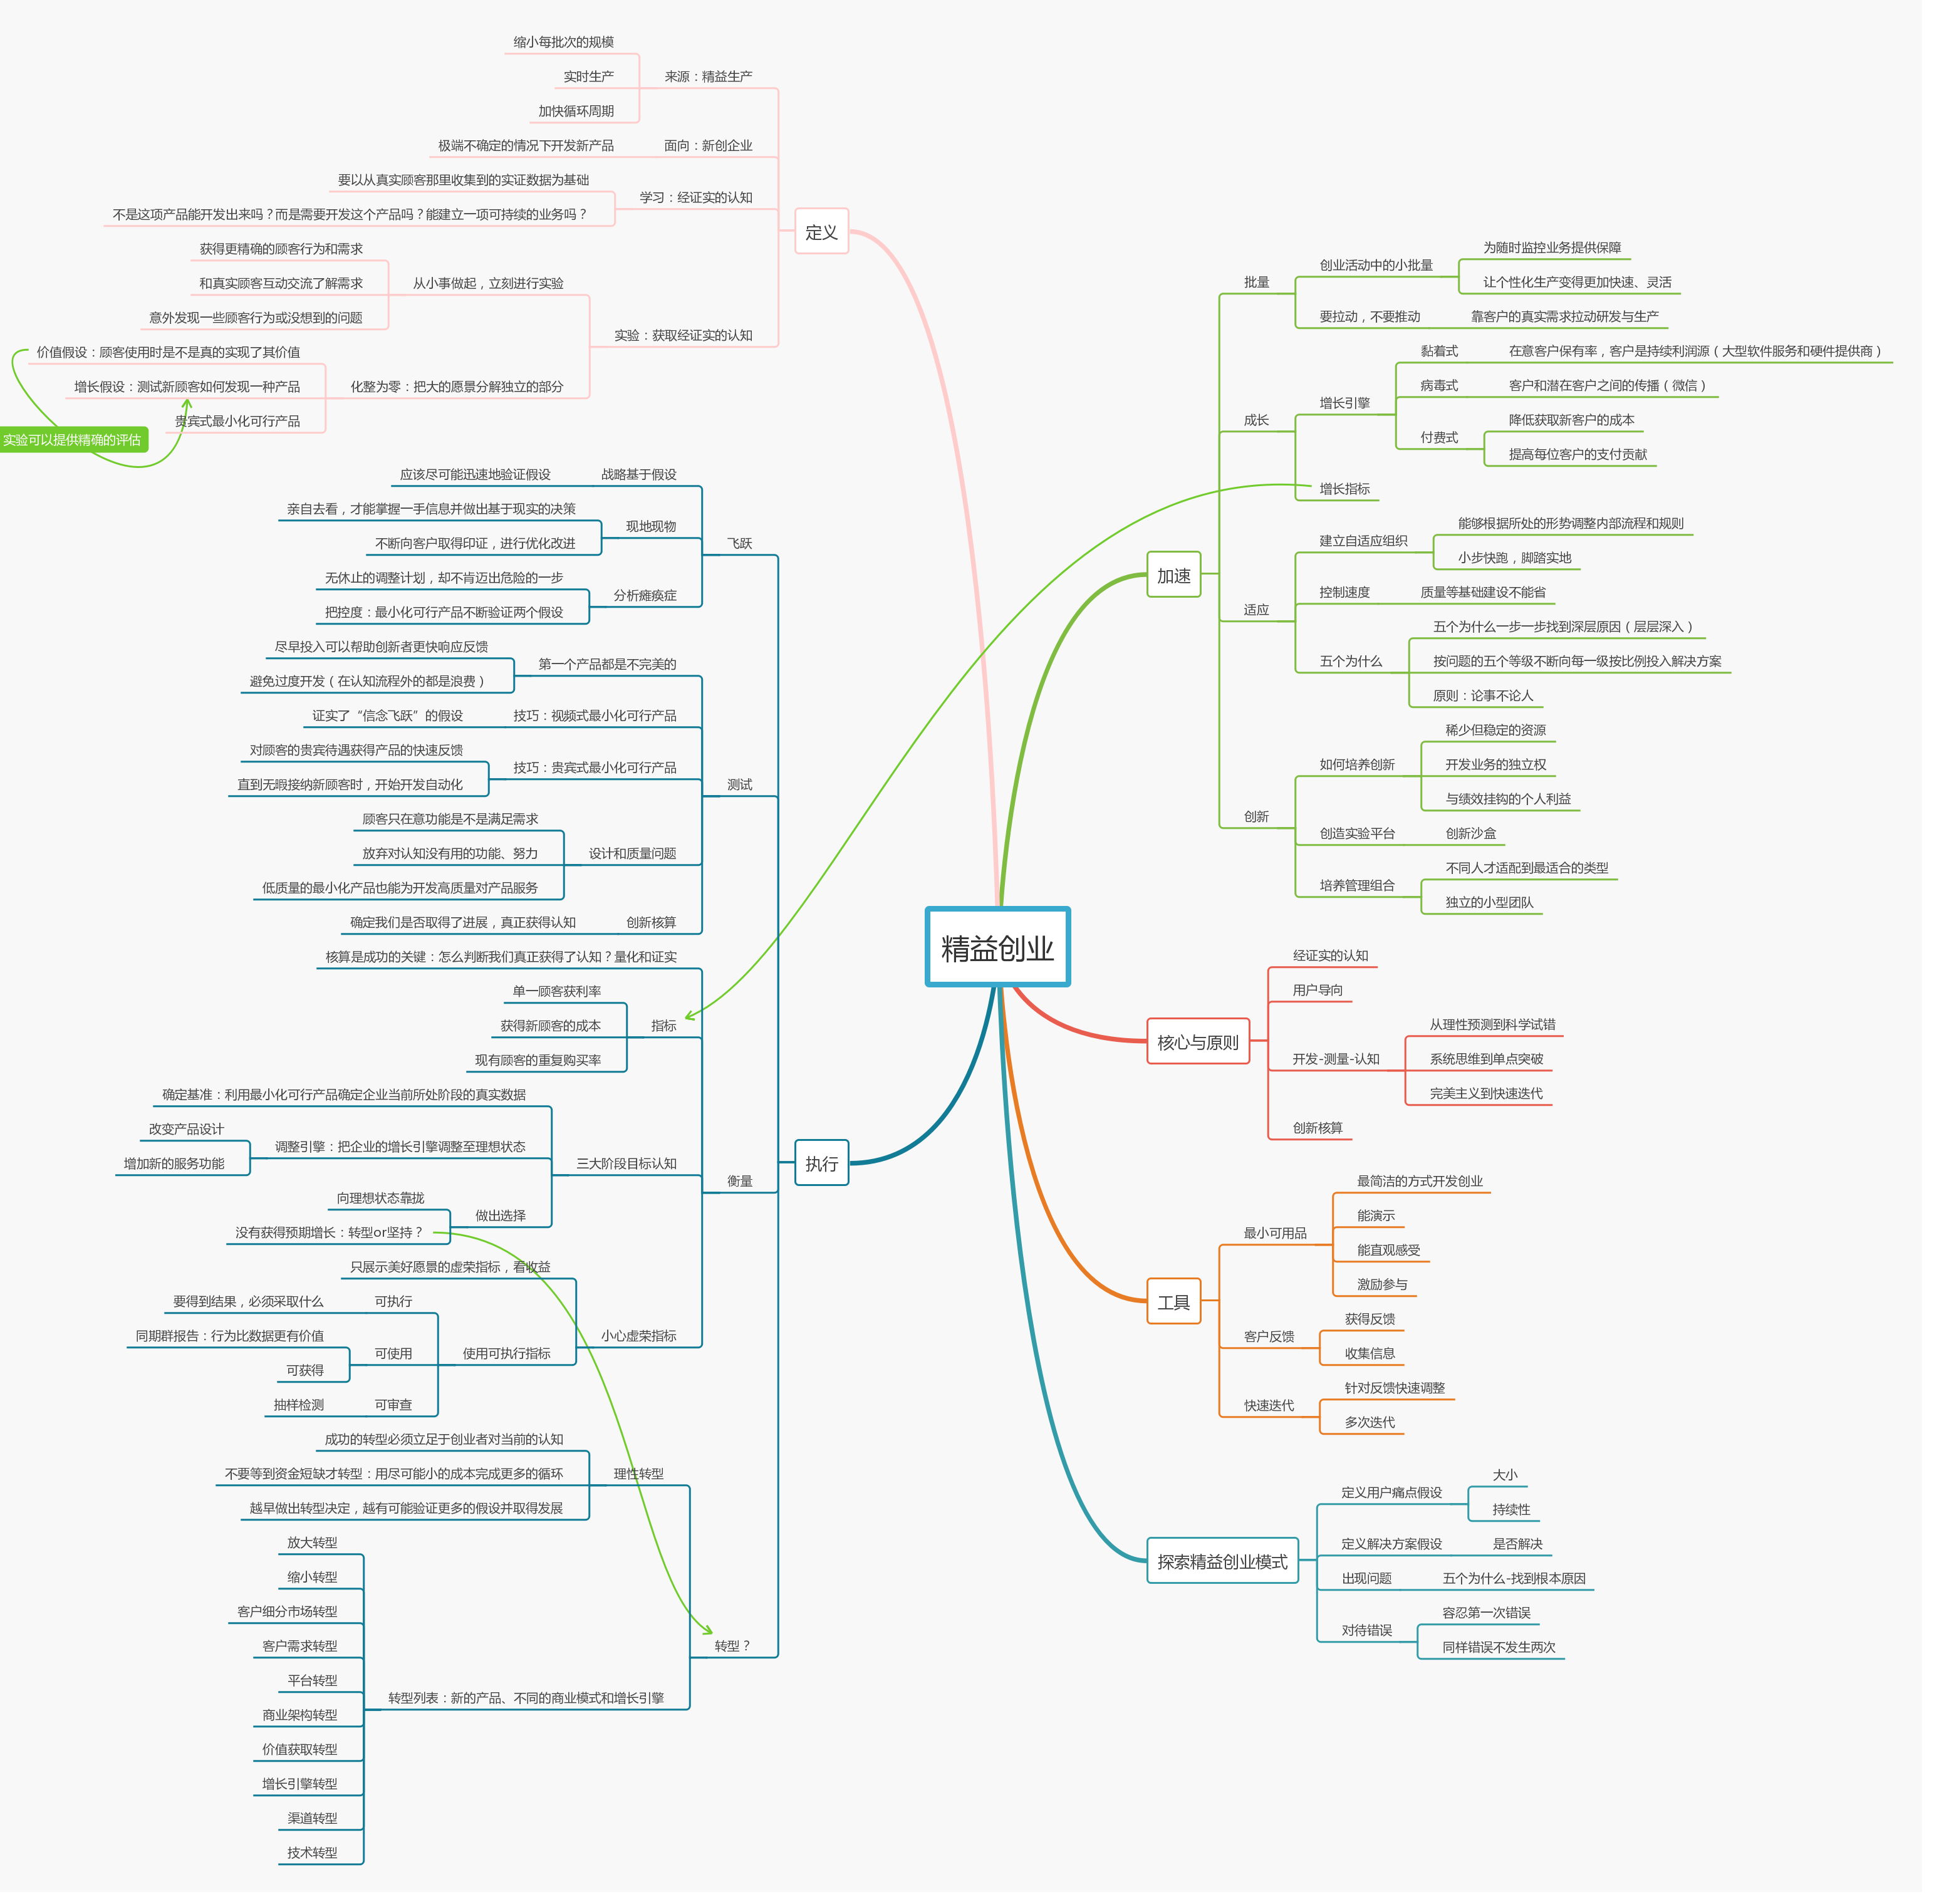 精益创业
定义
来源：精益生产
缩小每批次的规模
实时生产
加快循环周期
面向：新创企业
极端不确定的情况下开发新产品
学习：经证实的认知
要以从真实顾客那里收集到的实证数据为基础
不是这项产品能开发出来吗？而是需要开发这个产品吗？能建立一项可持续的业务吗？
实验：获取经证实的认知
从小事做起，立刻进行实验
获得更精确的顾客行为和需求
和真实顾客互动交流了解需求
意外发现一些顾客行为或没想到的问题
化整为零：把大的愿景分解独立的部分
价值假设：顾客使用时是不是真的实现了其价值
增长假设：测试新顾客如何发现一种产品
贵宾式最小化可行产品
实验可以提供精确的评估
执行
飞跃
战略基于假设
应该尽可能迅速地验证假设
现地现物
亲自去看，才能掌握一手信息并做出基于现实的决策
不断向客户取得印证，进行优化改进
分析瘫痪症
无休止的调整计划，却不肯迈出危险的一步
把控度：最小化可行产品不断验证两个假设
测试
第一个产品都是不完美的
尽早投入可以帮助创新者更快响应反馈
避免过度开发（在认知流程外的都是浪费）
技巧：视频式最小化可行产品
证实了“信念飞跃”的假设
技巧：贵宾式最小化可行产品
对顾客的贵宾待遇获得产品的快速反馈
直到无暇接纳新顾客时，开始开发自动化
设计和质量问题
顾客只在意功能是不是满足需求
放弃对认知没有用的功能、努力
低质量的最小化产品也能为开发高质量对产品服务
创新核算
确定我们是否取得了进展，真正获得认知
衡量
核算是成功的关键：怎么判断我们真正获得了认知？量化和证实
指标
单一顾客获利率
获得新顾客的成本
现有顾客的重复购买率
三大阶段目标认知
确定基准：利用最小化可行产品确定企业当前所处阶段的真实数据
调整引擎：把企业的增长引擎调整至理想状态
改变产品设计
增加新的服务功能
做出选择
向理想状态靠拢
没有获得预期增长：转型or坚持？
小心虚荣指标
只展示美好愿景的虚荣指标，看收益
使用可执行指标
可执行
要得到结果，必须采取什么
可使用
同期群报告：行为比数据更有价值
可获得
可审查
抽样检测
转型？
理性转型
成功的转型必须立足于创业者对当前的认知
不要等到资金短缺才转型：用尽可能小的成本完成更多的循环
越早做出转型决定，越有可能验证更多的假设并取得发展
转型列表：新的产品、不同的商业模式和增长引擎
放大转型
缩小转型
客户细分市场转型
客户需求转型
平台转型
商业架构转型
价值获取转型
增长引擎转型
渠道转型
技术转型
加速
批量
创业活动中的小批量
为随时监控业务提供保障
让个性化生产变得更加快速、灵活
要拉动，不要推动
靠客户的真实需求拉动研发与生产
成长
增长引擎
黏着式
在意客户保有率，客户是持续利润源（大型软件服务和硬件提供商）
病毒式
客户和潜在客户之间的传播（微信）
付费式
降低获取新客户的成本
提高每位客户的支付贡献
增长指标
适应
建立自适应组织
能够根据所处的形势调整内部流程和规则
小步快跑，脚踏实地
控制速度
质量等基础建设不能省
五个为什么
五个为什么一步一步找到深层原因（层层深入）
按问题的五个等级不断向每一级按比例投入解决方案
原则：论事不论人
创新
如何培养创新
稀少但稳定的资源
开发业务的独立权
与绩效挂钩的个人利益
创造实验平台
创新沙盒
培养管理组合
不同人才适配到最适合的类型
独立的小型团队
核心与原则
经证实的认知
用户导向
开发-测量-认知
从理性预测到科学试错
系统思维到单点突破
完美主义到快速迭代
创新核算
工具
最小可用品
最简洁的方式开发创业
能演示
能直观感受
激励参与
客户反馈
获得反馈
收集信息
快速迭代
针对反馈快速调整
多次迭代
探索精益创业模式
定义用户痛点假设
大小
持续性
定义解决方案假设
是否解决
出现问题
五个为什么-找到根本原因
对待错误
容忍第一次错误
同样错误不发生两次